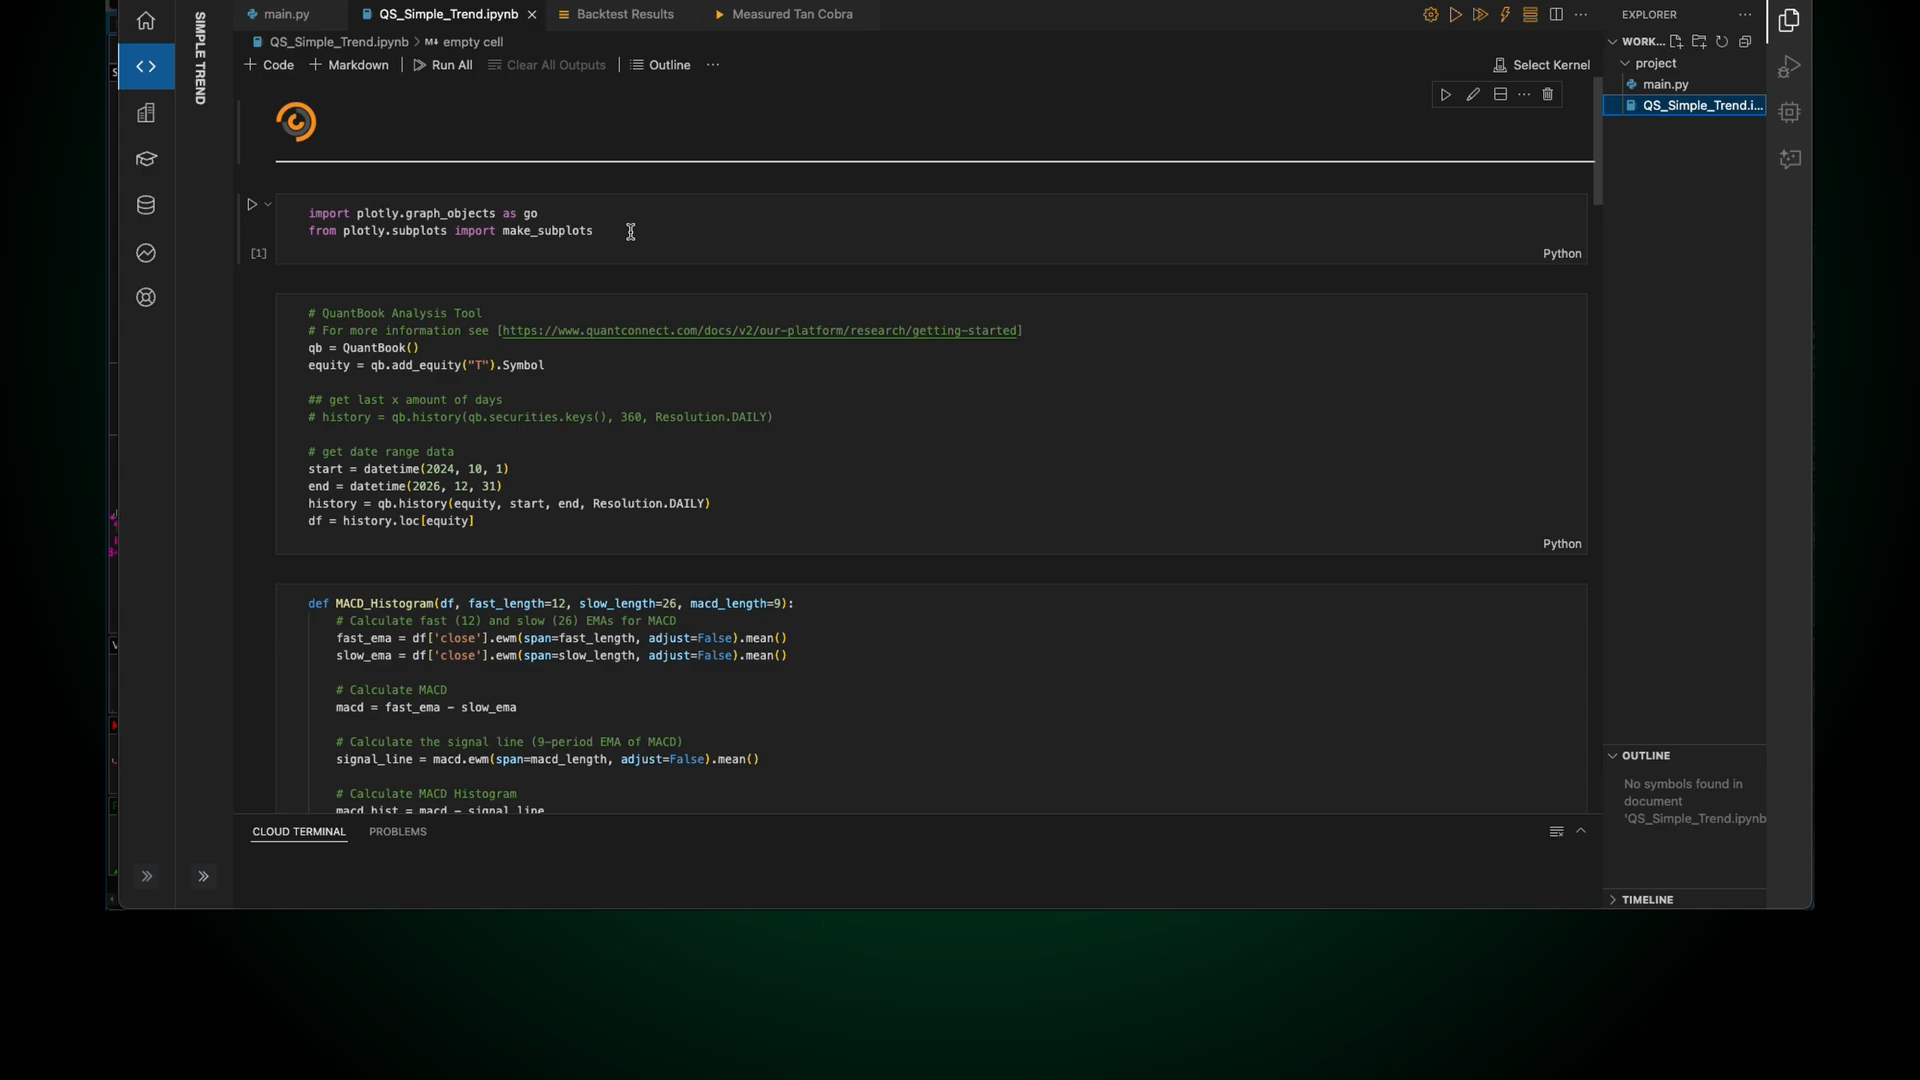 main.py
QS_Simple_Trend.ipynb
Backtest Results
Measured Tan Cobra
QS_Simple_Trend.ipynb > M↓ empty cell
Code
Markdown
Run All
Clear All Outputs
Outline
Select Kernel
SIMPLE TREND
import plotly.graph_objects as go
from plotly.subplots import make_subplots
[1]
Python
# QuantBook Analysis Tool
# For more information see [https://www.quantconnect.com/docs/v2/our-platform/research/getting-started]
qb = QuantBook()
equity = qb.add_equity("T").Symbol
## get last x amount of days
# history = qb.history(qb.securities.keys(), 360, Resolution.DAILY)
# get date range data
start = datetime(2024, 10, 1)
end = datetime(2026, 12, 31)
history = qb.history(equity, start, end, Resolution.DAILY)
df = history.loc[equity]
Python
def MACD_Histogram(df, fast_length=12, slow_length=26, macd_length=9):
# Calculate fast (12) and slow (26) EMAs for MACD
fast_ema = df['close'].ewm(span=fast_length, adjust=False).mean()
slow_ema = df['close'].ewm(span=slow_length, adjust=False).mean()
# Calculate MACD
macd = fast_ema - slow_ema
# Calculate the signal line (9-period EMA of MACD)
signal_line = macd.ewm(span=macd_length, adjust=False).mean()
# Calculate MACD Histogram
macd_hist = macd - signal_line
CLOUD TERMINAL
PROBLEMS
EXPLORER
WORK...
project
main.py
QS_Simple_Trend.i...
OUTLINE
No symbols found in
document
'QS_Simple_Trend.ipynb
TIMELINE